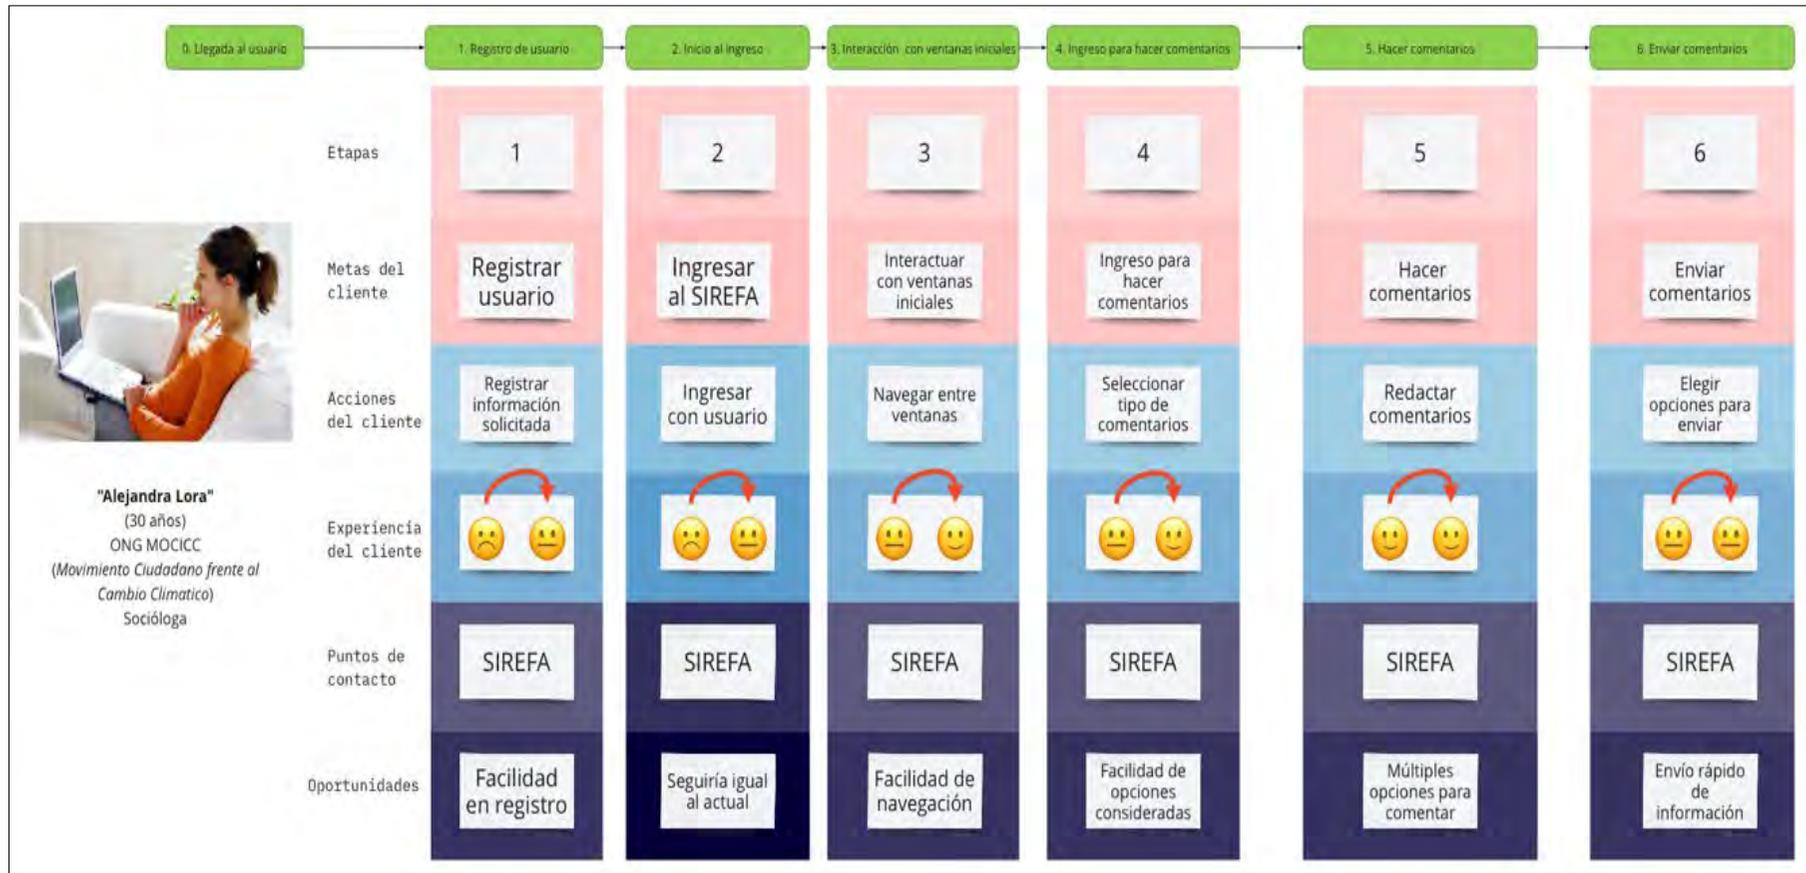 0. Llegada al usuario
1. Registro de usuario
2. Inicio al ingreso
3. Interacción con ventanas iniciales
4. Ingreso para hacer comentarios
5. Hacer comentarios
6. Enviar comentarios
Etapas
1
2
3
4
5
6
Metas del
cliente
Registrar
usuario
Ingresar
al SIREFA
Interactuar
con ventanas
iniciales
Ingreso para
hacer
comentarios
Hacer
comentarios
Enviar
comentarios
Acciones
del cliente
Registrar
información
solicitada
Ingresar
con usuario
Navegar entre
ventanas
Seleccionar
tipo de
comentarios
Redactar
comentarios
Elegir
opciones para
enviar
"Alejandra Lora"
(30 años)
ONG MOCICC
(Movimiento Ciudadano frente al
Cambio Climatico)
Socióloga
Experiencia
del cliente
Puntos de
contacto
SIREFA
SIREFA
SIREFA
SIREFA
SIREFA
SIREFA
Oportunidades
Facilidad
en registro
Seguiría igual
al actual
Facilidad de
navegación
Facilidad de
opciones
consideradas
Múltiples
opciones para
comentar
Envío rápido
de
información